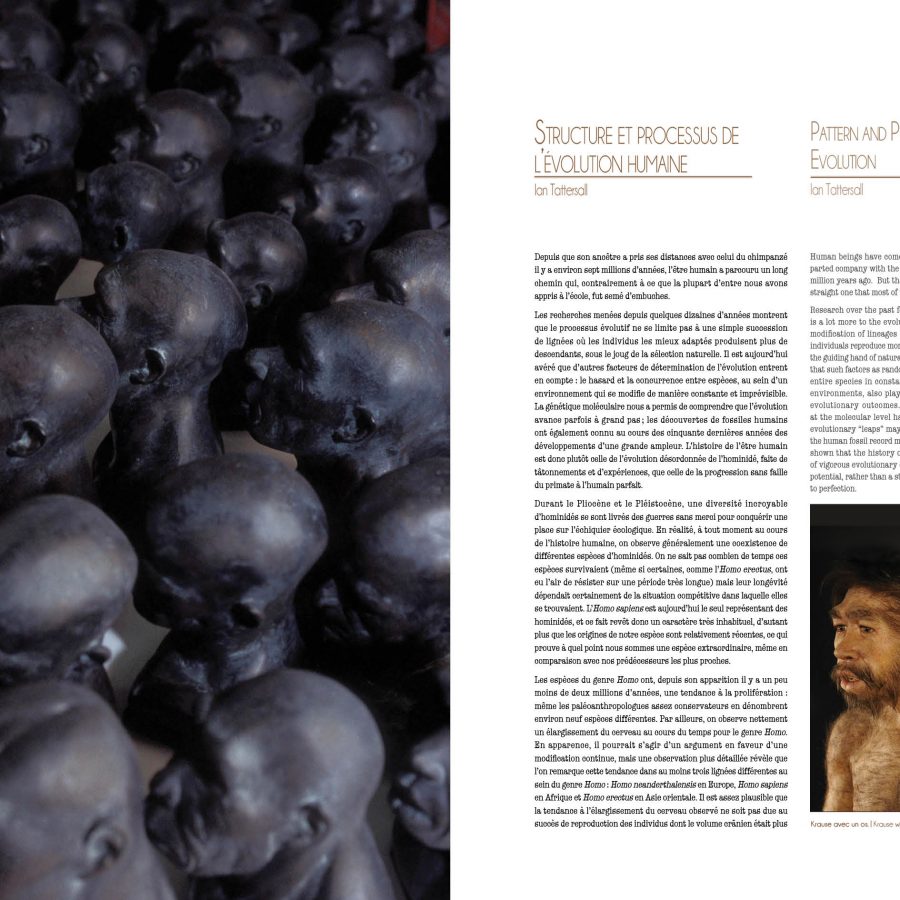 STRUCTURE ET PROCESSUS DE
L'ÉVOLUTION HUMAINE
Ian Tattersall
Depuis que son ancêtre a pris ses distances avec celui du chimpanzé
il y a environ sept millions d'années, l'être humain a parcouru un long
chemin qui, contrairement à ce que la plupart d'entre nous avons
appris à l'école, fut semé d'embuches.
Les recherches menées depuis quelques dizaines d'années montrent
que le processus évolutif ne se limite pas à une simple succession
de lignées où les individus les mieux adaptés produisent plus de
descendants, sous le joug de la sélection naturelle. Il est aujourd'hui
avéré que d'autres facteurs de détermination de l'évolution entrent
en compte : le hasard et la concurrence entre espèces, au sein d'un
environnement qui se modifie de manière constante et imprévisible.
La génétique moléculaire nous a permis de comprendre que l'évolution
avance parfois à grand pas ; les découvertes de fossiles humains
ont également connu au cours des cinquante dernières années des
développements d'une grande ampleur. L'histoire de l'être humain
est donc plutôt celle de l'évolution désordonnée de l'hominidé, faite de
tâtonnements et d'expériences, que celle de la progression sans faille
du primate à l'humain parfait.
Durant le Pliocène et le Plêistocène, une diversité incroyable
d'hominidés se sont livrés des guerres sans merci pour conquérir une
place sur l'échiquier écologique. En réalité, à tout moment au cours
de l'histoire humaine, on observe généralement une coexistence de
différentes espèces d'hominidés. On ne sait pas combien de temps ces
espèces survivaient (même si certaines, comme l'Homo erectus, ont
eu l'air de résister sur une période très longue) mais leur longévité
dépendait certainement de la situation compétitive dans laquelle elles
se trouvaient. L'Homo sapiens est aujourd'hui le seul représentant des
hominidés, et ce fait revêt donc un caractère très inhabituel, d'autant
plus que les origines de notre espèce sont relativement récentes, ce qui
prouve à quel point nous sommes une espèce extraordinaire, même en
comparaison avec nos prédécesseurs les plus proches.
Les espèces du genre Homo ont, depuis son apparition il y a un peu
moins de deux millions d'années, une tendance à la prolifération :
même les paléoanthropologues assez conservateurs en dénombrent
environ neuf espèces différentes. Par ailleurs, on observe nettement
un élargissement du cerveau au cours du temps pour le genre Homo.
En apparence, il pourrait s'agir d'un argument en faveur d'une
modification continue, mais une observation plus détaillée révèle que
l'on remarque cette tendance dans au moins trois lignées différentes au
sein du genre Homo : Homo neanderthalensis en Europe, Homo sapiens
en Afrique et Homo erectus en Asie orientale. Il est assez plausible que
la tendance à l'élargissement du cerveau observé ne soit pas due au
succès de reproduction des individus dont le volume crânien était plus
PATTERN AND P
EVOLUTION
Ian Tattersall
Human beings have come
parted company with the
million years ago. But th
straight one that most of
Research over the past f
is a lot more to the evolu
modification of lineages
individuals reproduce mor
the guiding hand of natura
that such factors as rando
entire species in consta
environments, also play
evolutionary outcomes.
at the molecular level ha
evolutionary "leaps" may
the human fossil record m
shown that the history o
of vigorous evolutionary
potential, rather than a st
to perfection.
Krause avec un os. | Krause w